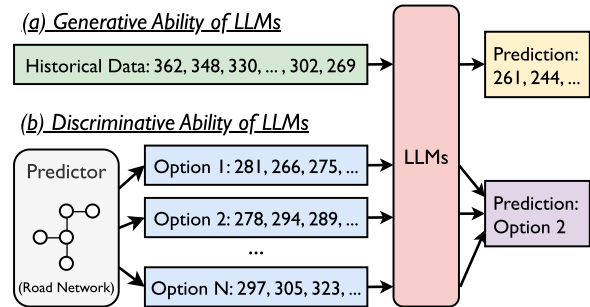 (a) Generative Ability of LLMs
Historical Data: 362, 348, 330, ... , 302, 269
Prediction:
261, 244, ...
(b) Discriminative Ability of LLMs
Predictor
(Road Network)
Option 1: 281, 266, 275, ...
Option 2: 278, 294, 289, ...
...
Option N: 297, 305, 323, ...
LLMs
Prediction:
Option 2